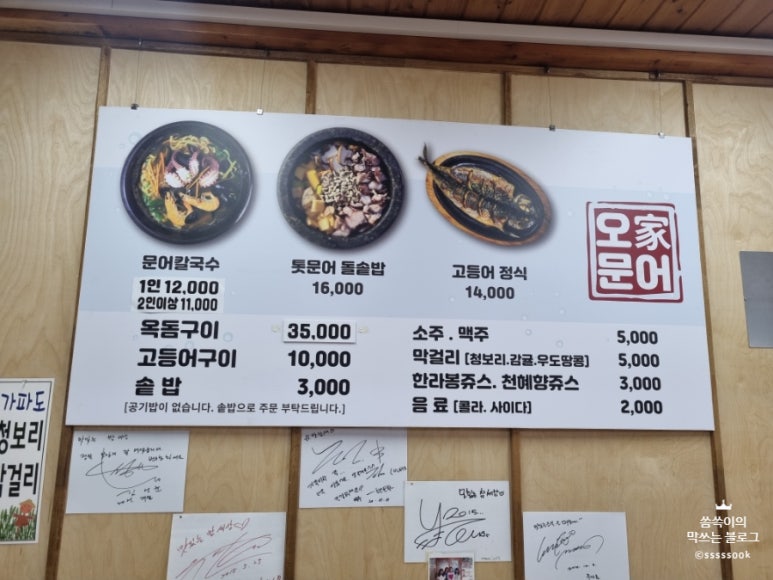 문어칼국수
1인 12,000
2인이상 11,000
톳문어 돌솥밥
16,000
고등어 정식
14,000
오家
문어
옥돔구이 35,000
고등어구이 10,000
솥 밥 3,000
[공기밥이 없습니다. 솥밥으로 주문 부탁드립니다.]
소주 . 맥주 5,000
막걸리 [청보리.감귤.우도땅콩] 5,000
한라봉쥬스. 천혜향쥬스 3,000
음 료 [콜라. 사이다] 2,000
가파도
청보리
막걸리
씀쏙이의
막쓰는 블로그
©sssssook